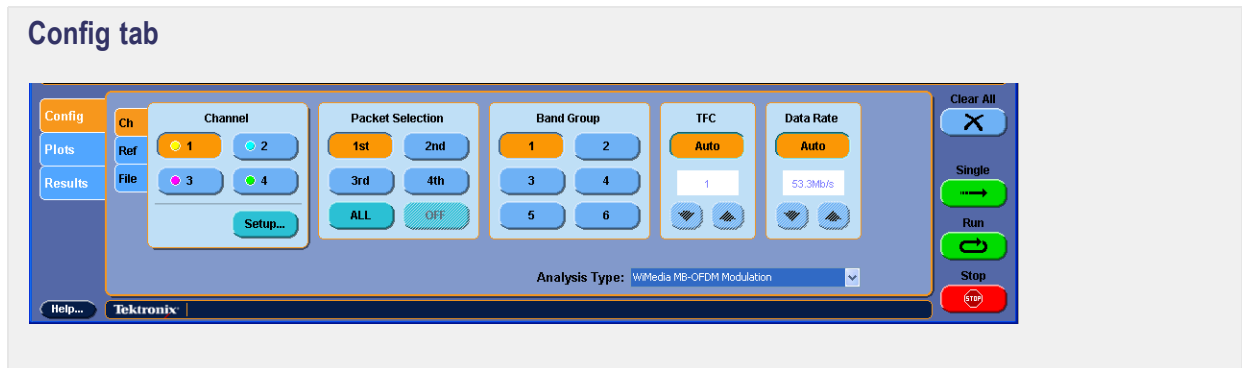 Config tab
Config
Plots
Results
Ch
Ref
File
Channel
1
2
3
4
Setup...
Packet Selection
1st
2nd
3rd
4th
ALL
OFF
Band Group
1
2
3
4
5
6
TFC
Auto
1
Data Rate
Auto
53.3Mb/s
Analysis Type: WiMedia MB-OFDM Modulation
Clear All
Single
Run
Stop
STOP
Help...
Tektronix